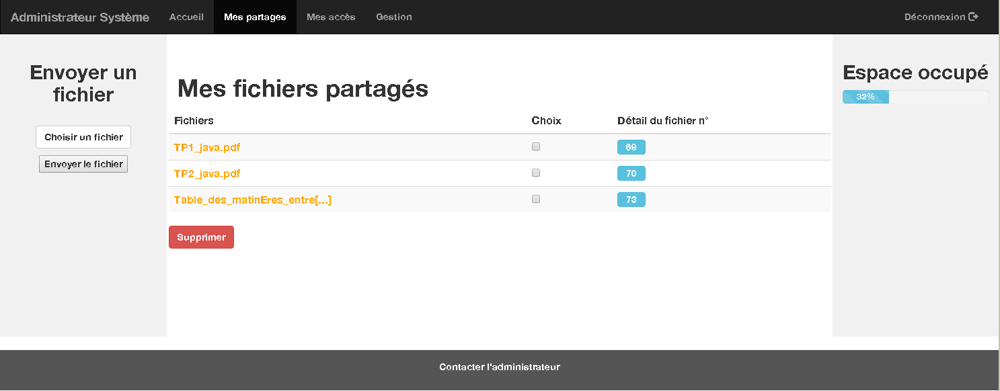 Administrateur Système Accueil Mes partages Mes accès Gestion Déconnexion
Envoyer un
fichier
Choisir un fichier
Envoyer le fichier
Mes fichiers partagés
Fichiers Choix Détail du fichier n°
TP1_java.pdf 69
TP2_java.pdf 70
Table_des_matinEres_entre[...] 73
Supprimer
Espace occupé
32%
Contacter l'administrateur